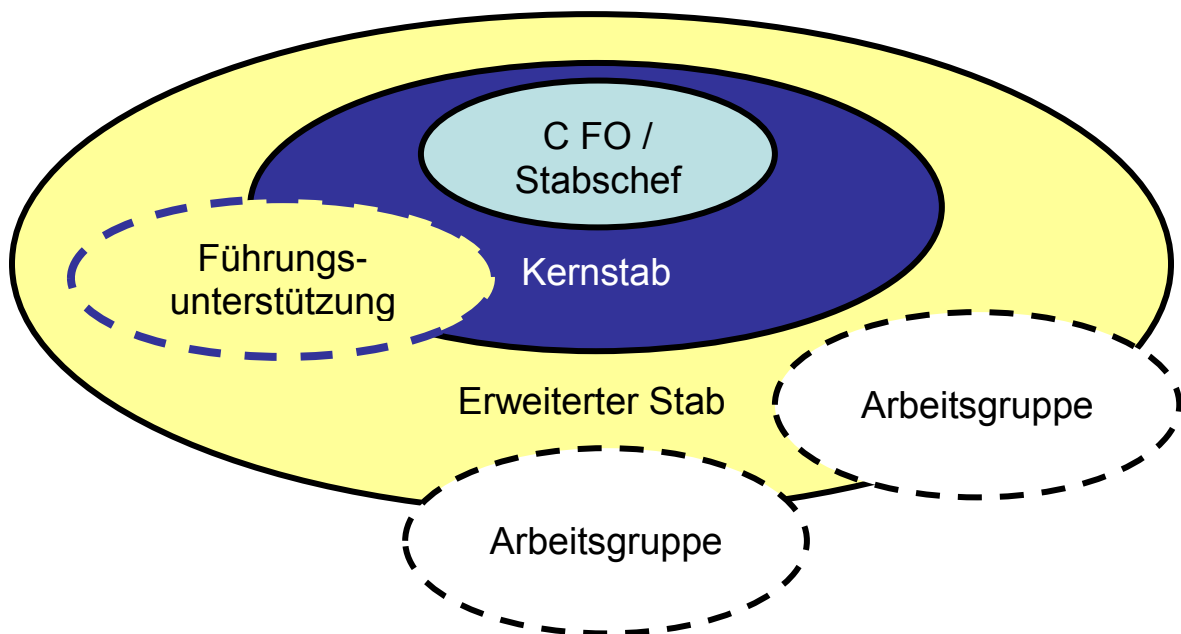 C FO /
Stabschef
Führungs-
unterstützung
Kernstab
Erweiterter Stab
Arbeitsgruppe
Arbeitsgruppe